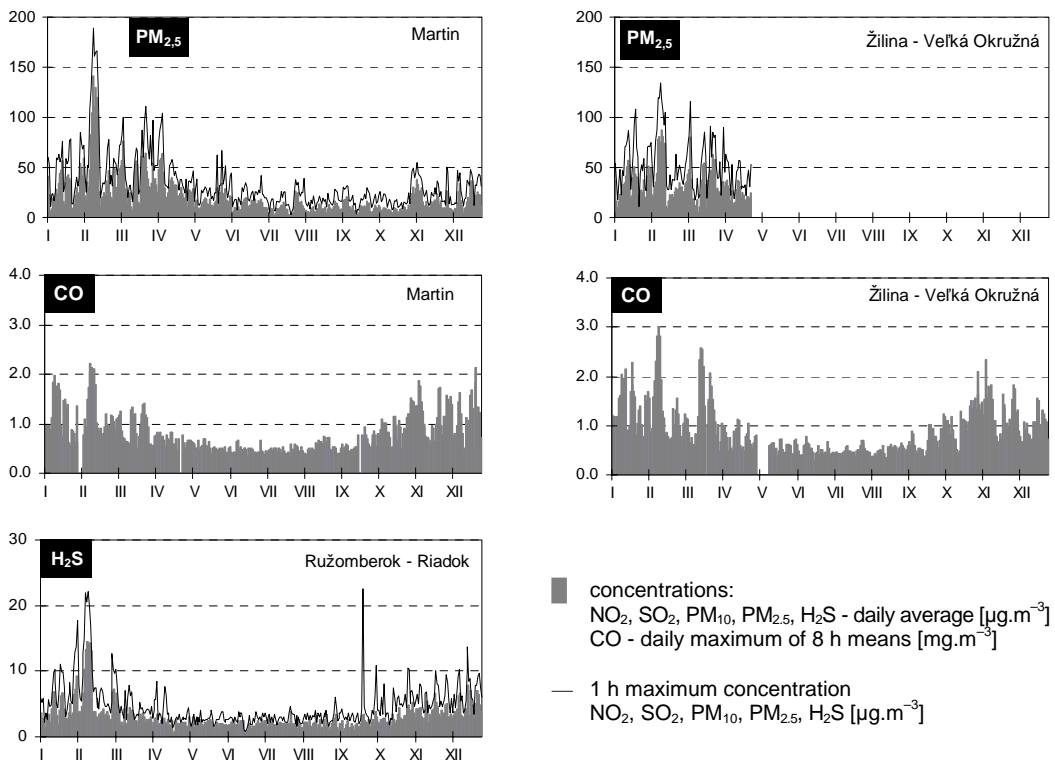 PM2,5
Martin
200
150
100
50
0
I II III IV V VI VII VIII IX X XI XII
PM2,5
Žilina - Veľká Okružná
200
150
100
50
0
I II III IV V VI VII VIII IX X XI XII
CO
Martin
4.0
3.0
2.0
1.0
0.0
I II III IV V VI VII VIII IX X XI XII
CO
Žilina - Veľká Okružná
4.0
3.0
2.0
1.0
0.0
I II III IV V VI VII VIII IX X XI XII
H2S
Ružomberok - Riadok
30
20
10
0
I II III IV V VI VII VIII IX X XI XII
concentrations:
NO2, SO2, PM10, PM2.5, H2S - daily average [µg.m–3]
CO - daily maximum of 8 h means [mg.m–3]
1 h maximum concentration
NO2, SO2, PM10, PM2.5, H2S [µg.m–3]